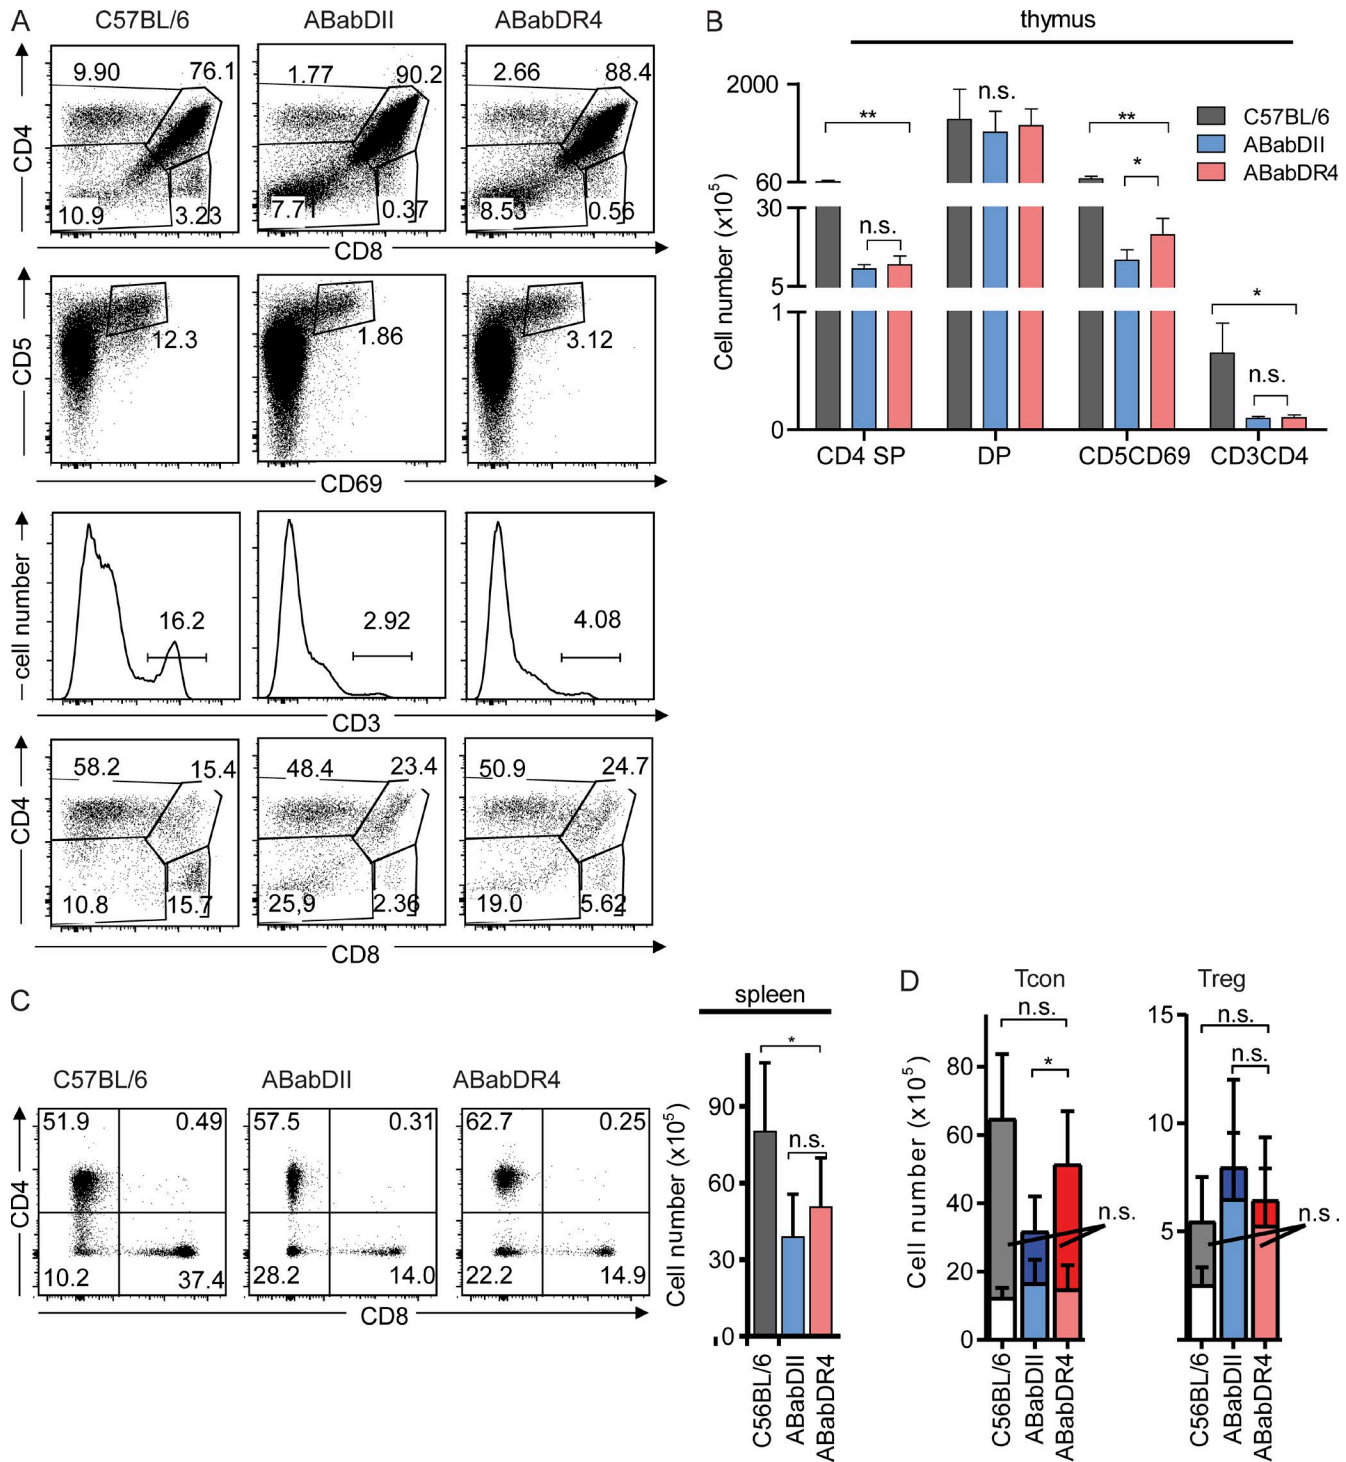 A
C57BL/6 ABabDII ABabDR4
9.90 76.1 1.77 90.2 2.66 88.4
CD4
10.9 3.23 7.71 0.37 8.53 0.56
CD8
CD5
12.3 1.86 3.12
CD69
cell number
16.2 2.92 4.08
CD3
58.2 15.4 48.4 23.4 50.9 24.7
CD4
10.8 15.7 25,9 2.36 19.0 5.62
CD8
B
thymus
2000
60
30
5
1
0
Cell number (x10⁵)
** n.s. **
*
n.s.
*
n.s.
C57BL/6
ABabDII
ABabDR4
CD4 SP DP CD5CD69 CD3CD4
C
C57BL/6 ABabDII ABabDR4
51.9 0.49 57.5 0.31 62.7 0.25
CD4
10.2 37.4 28.2 14.0 22.2 14.9
CD8
spleen
*
n.s.
Cell number (x10⁵)
90
60
30
0
C56BL/6
ABabDII
ABabDR4
D
Tcon
n.s.
*
n.s.
Cell number (x10⁵)
80
60
40
20
0
C56BL/6
ABabDII
ABabDR4
Treg
n.s.
n.s.
n.s.
15
10
5
C56BL/6
ABabDII
ABabDR4